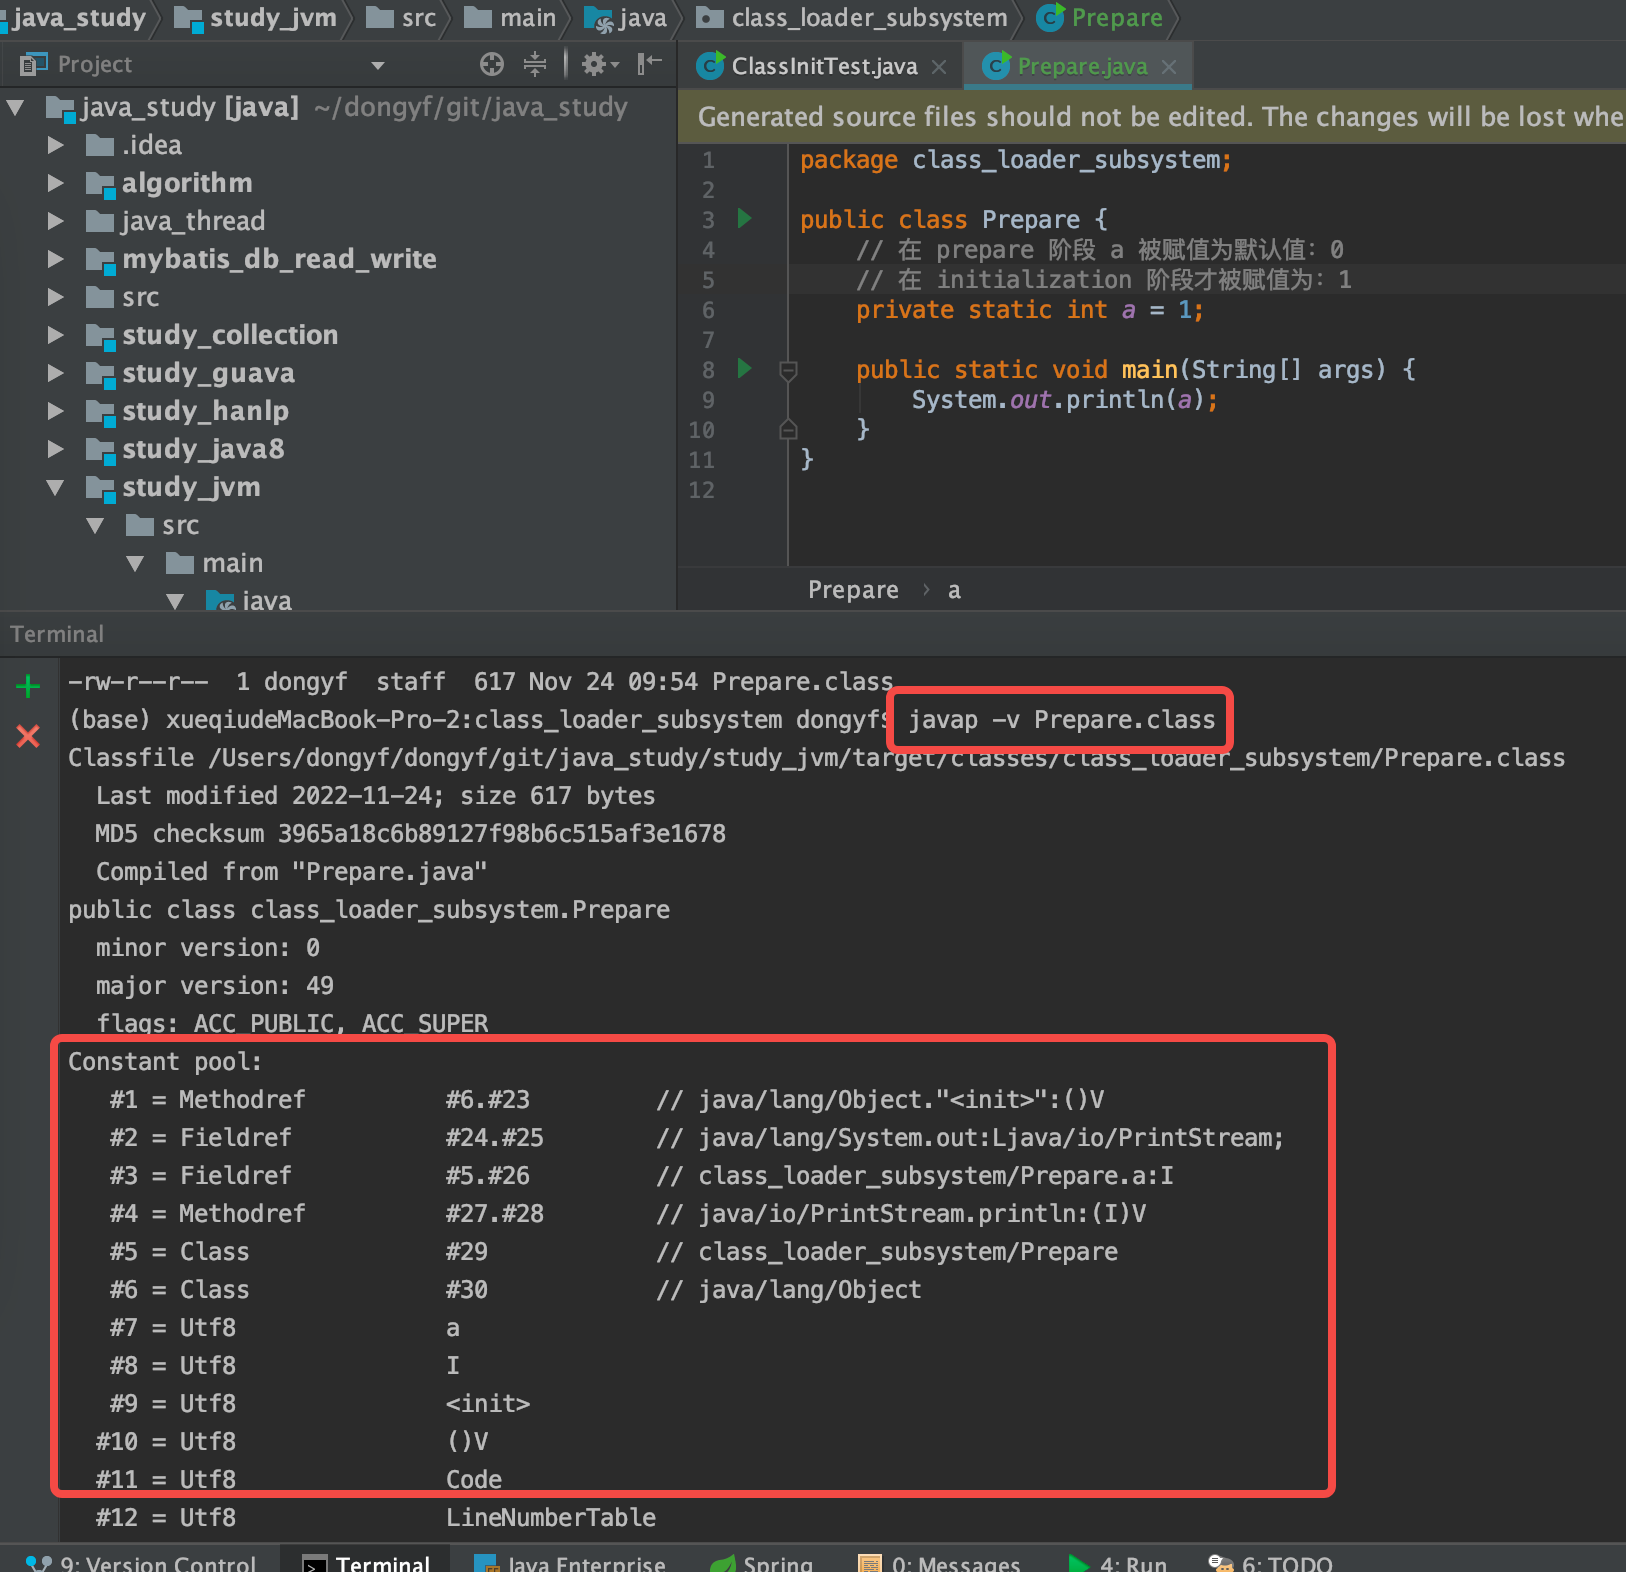 java_study study_jvm src main java class_loader_subsystem Prepare
Project
ClassInitTest.java Prepare.java
java_study [java] ~/dongyf/git/java_study
.idea
algorithm
java_thread
mybatis_db_read_write
src
study_collection
study_guava
study_hanlp
study_java8
study_jvm
src
main
java
Generated source files should not be edited. The changes will be lost whe
1 package class_loader_subsystem;
2
3 public class Prepare {
4 // 在 prepare 阶段 a 被赋值为默认值：0
5 // 在 initialization 阶段才被赋值为：1
6 private static int a = 1;
7
8 public static void main(String[] args) {
9 System.out.println(a);
10 }
11 }
12
Prepare › a
Terminal
-rw-r--r-- 1 dongyf staff 617 Nov 24 09:54 Prepare.class
(base) xueqiudeMacBook-Pro-2:class_loader_subsystem dongyf$ javap -v Prepare.class
Classfile /Users/dongyf/dongyf/git/java_study/study_jvm/target/classes/class_loader_subsystem/Prepare.class
Last modified 2022-11-24; size 617 bytes
MD5 checksum 3965a18c6b89127f98b6c515af3e1678
Compiled from "Prepare.java"
public class class_loader_subsystem.Prepare
minor version: 0
major version: 49
flags: ACC_PUBLIC, ACC_SUPER
Constant pool:
#1 = Methodref #6.#23 // java/lang/Object."<init>":()V
#2 = Fieldref #24.#25 // java/lang/System.out:Ljava/io/PrintStream;
#3 = Fieldref #5.#26 // class_loader_subsystem/Prepare.a:I
#4 = Methodref #27.#28 // java/io/PrintStream.println:(I)V
#5 = Class #29 // class_loader_subsystem/Prepare
#6 = Class #30 // java/lang/Object
#7 = Utf8 a
#8 = Utf8 I
#9 = Utf8 <init>
#10 = Utf8 ()V
#11 = Utf8 Code
#12 = Utf8 LineNumberTable
9: Version Control Terminal Java Enterprise Spring 0: Messages 4: Run 6: TODO